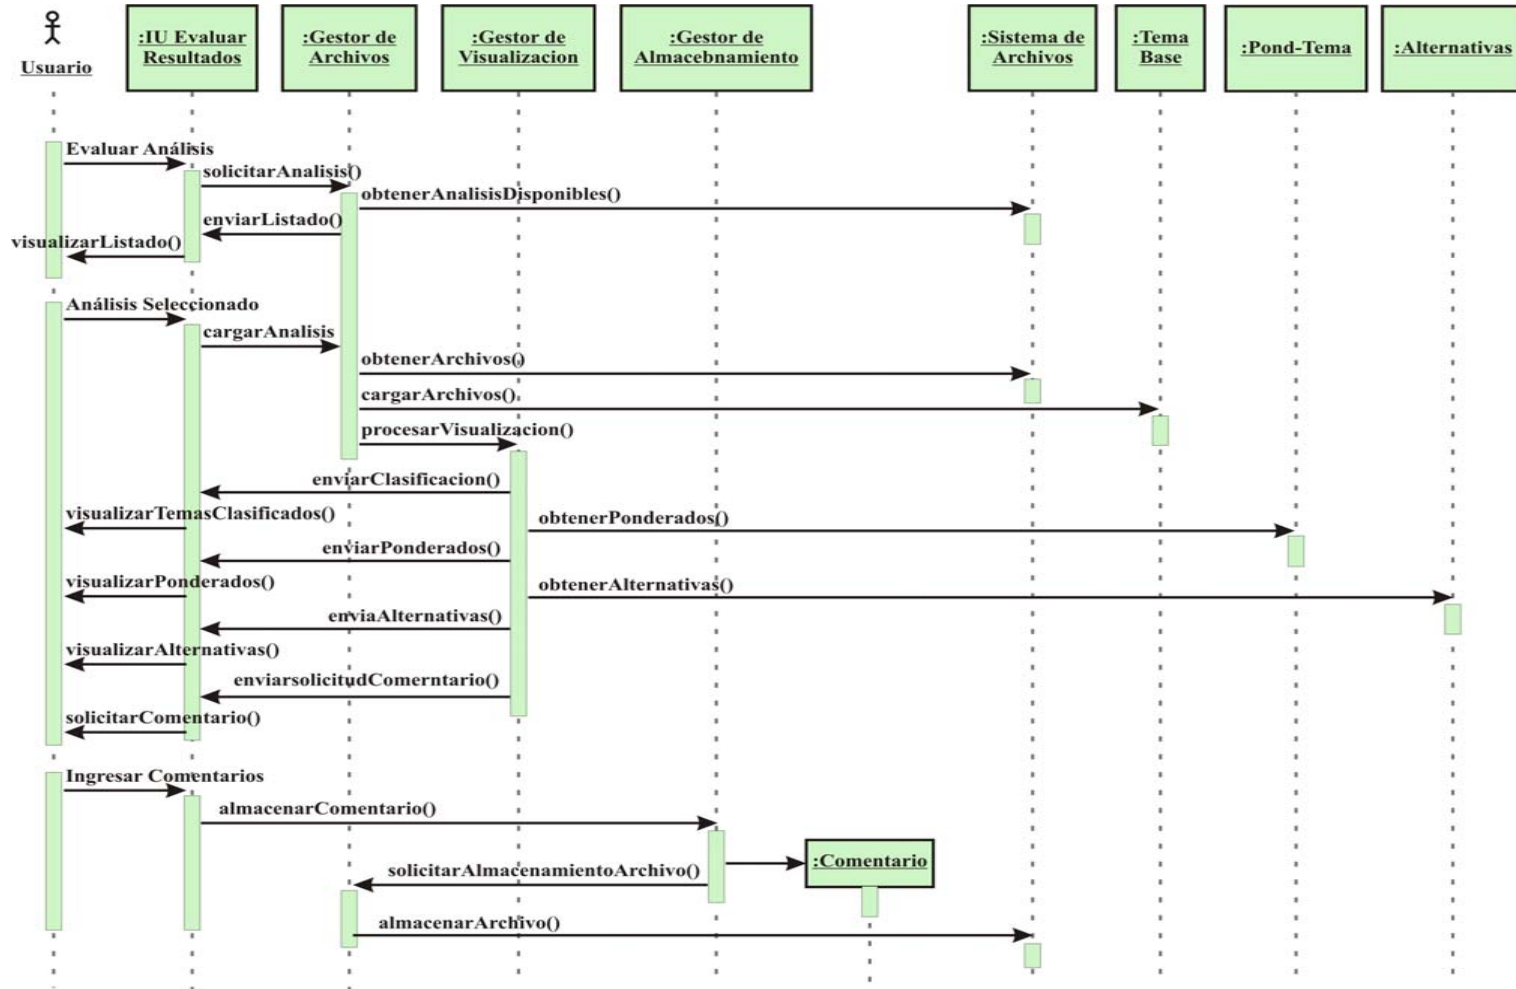 Usuario
:IU Evaluar
Resultados
:Gestor de
Archivos
:Gestor de
Visualizacion
:Gestor de
Almacebnamiento
:Sistema de
Archivos
:Tema
Base
:Pond-Tema
:Alternativas
Evaluar Análisis
solicitarAnalisis()
obtenerAnalisisDisponibles()
enviarListado()
visualizarListado()
Análisis Seleccionado
cargarAnalisis
obtenerArchivos()
cargarArchivos()
procesarVisualizacion()
enviarClasificacion()
visualizarTemasClasificados()
obtenerPonderados()
enviarPonderados()
visualizarPonderados()
obtenerAlternativas()
enviaAlternativas()
visualizarAlternativas()
enviarsolicitudComerntario()
solicitarComentario()
Ingresar Comentarios
almacenarComentario()
:Comentario
solicitarAlmacenamientoArchivo()
almacenarArchivo()